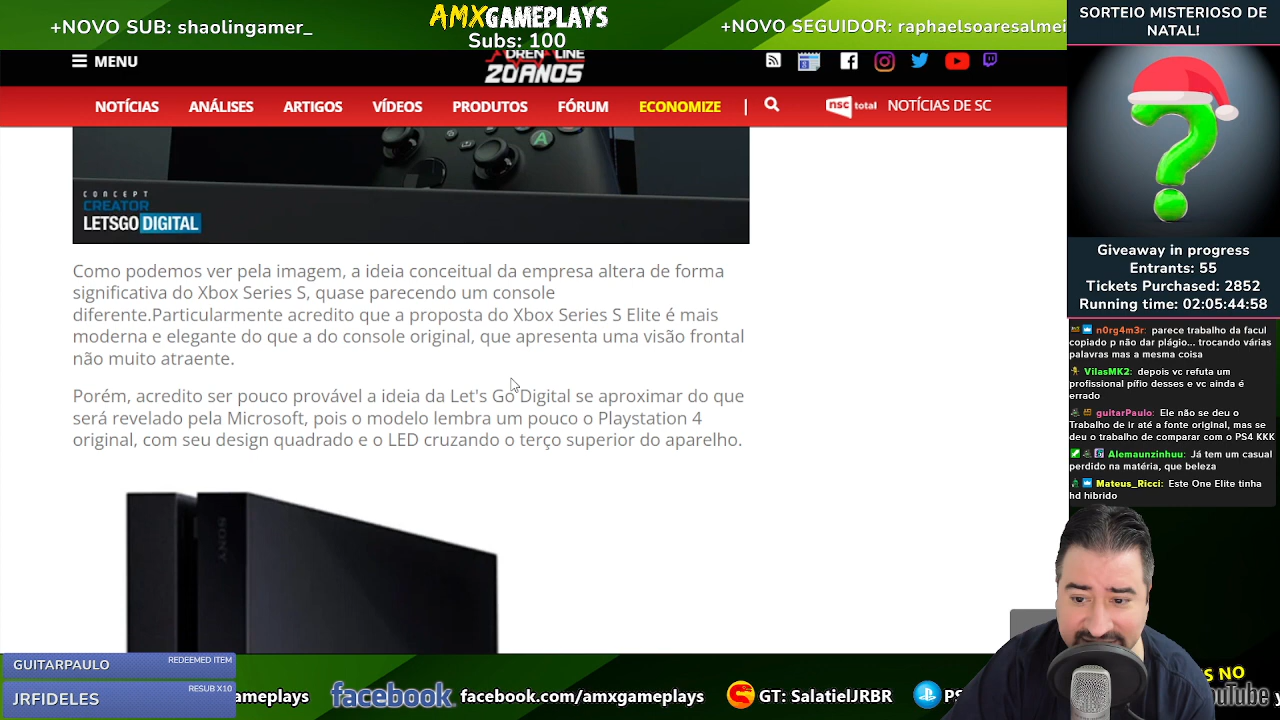 +NOVO SUB: shaolingamer_
AMXGAMEPLAYS
Subs: 100
+NOVO SEGUIDOR: raphaelsoaresalmei
SORTEIO MISTERIOSO DE
NATAL!
MENU
ADRENALINE
20 ANOS
NOTÍCIAS ANÁLISES ARTIGOS VÍDEOS PRODUTOS FÓRUM ECONOMIZE | nsc total NOTÍCIAS DE SC
CONCEPT
CREATOR
LETSGODIGITAL
Como podemos ver pela imagem, a ideia conceitual da empresa altera de forma
significativa do Xbox Series S, quase parecendo um console
diferente.Particularmente acredito que a proposta do Xbox Series S Elite é mais
moderna e elegante do que a do console original, que apresenta uma visão frontal
não muito atraente.
Porém, acredito ser pouco provável a ideia da Let's Go Digital se aproximar do que
será revelado pela Microsoft, pois o modelo lembra um pouco o Playstation 4
original, com seu design quadrado e o LED cruzando o terço superior do aparelho.
SONY
Giveaway in progress
Entrants: 55
Tickets Purchased: 2852
Running time: 02:05:44:58
n0rg4m3r: parece trabalho da facul
copiado p não dar plágio... trocando várias
palavras mas a mesma coisa
VilasMK2: depois vc refuta um
profissional pífio desses e vc ainda é
errado
guitarPaulo: Ele não se deu o
Trabalho de ir até a fonte original, mas se
deu o trabalho de comparar com o PS4 KKK
Alemaunzinhuu: Já tem um casual
perdido na matéria, que beleza
Mateus_Ricci: Este One Elite tinha
hd hibrido
GUITARPAULO REDEEMED ITEM
JRFIDELES RESUB X10
gameplays facebook facebook.com/amxgameplays GT: SalatielJRBR PS
S NO
YouTube